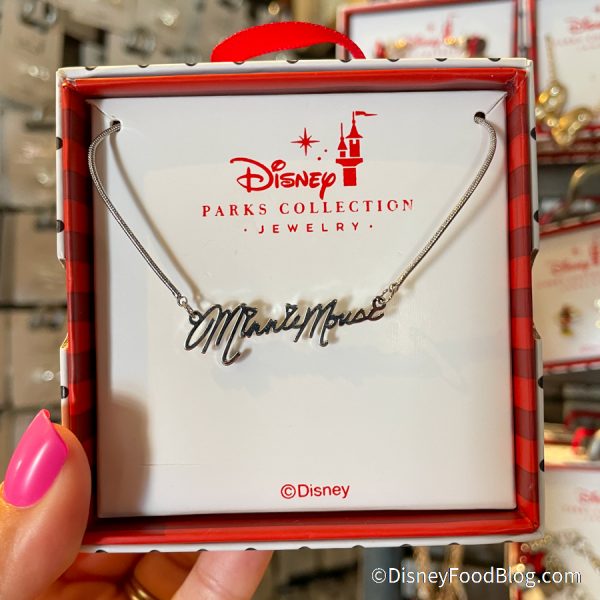 Disney
PARKS COLLECTION
· JEWELRY ·
Minnie Mouse
©Disney
©DisneyFoodBlog.com